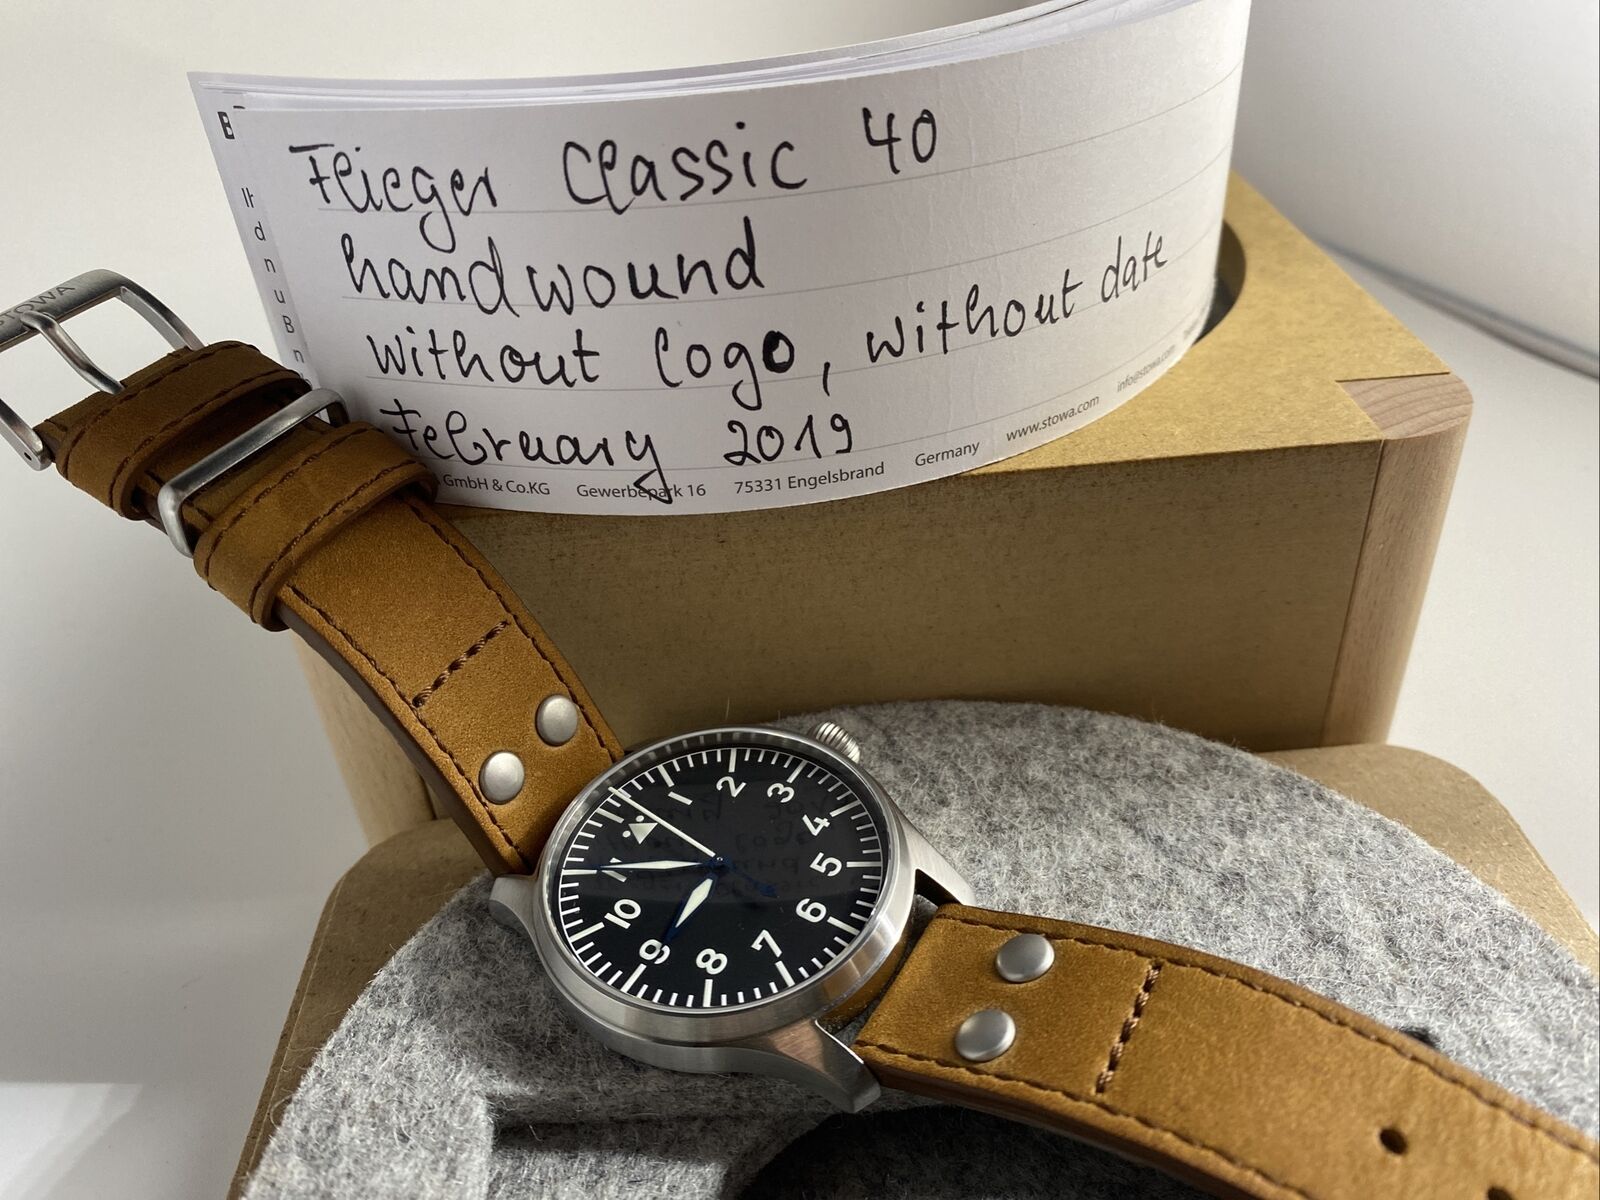 Flieger Classic 40
handwound
without logo, without date
February 2019
GmbH & Co.KG Gewerbepark 16 75331 Engelsbrand Germany www.stowa.com info@stowa.com
STOWA
1
2
3
4
5
6
7
8
9
10
11